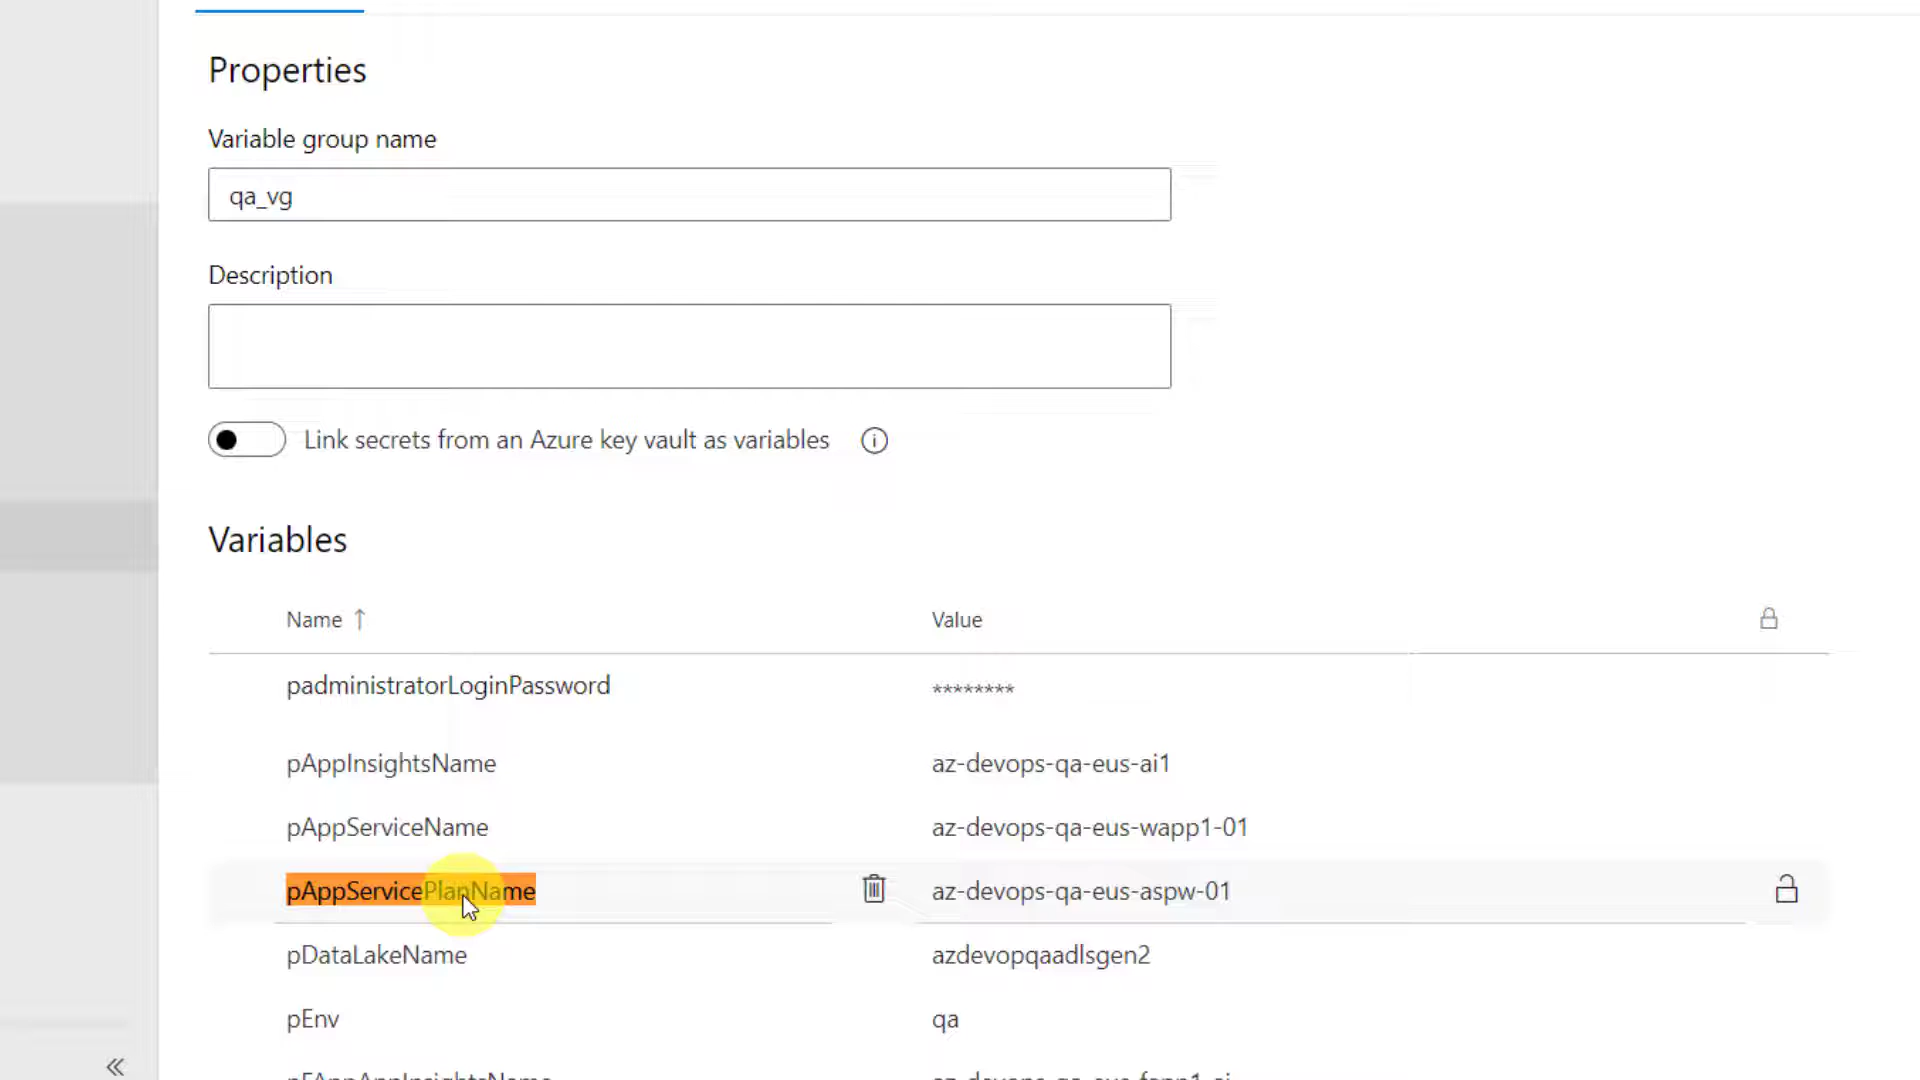 Properties
Variable group name
qa_vg
Description
Link secrets from an Azure key vault as variables
Variables
Name ↑ Value
padministratorLoginPassword ********
pAppInsightsName az-devops-qa-eus-ai1
pAppServiceName az-devops-qa-eus-wapp1-01
pAppServicePlanName az-devops-qa-eus-aspw-01
pDataLakeName azdevopqaadlsgen2
pEnv qa